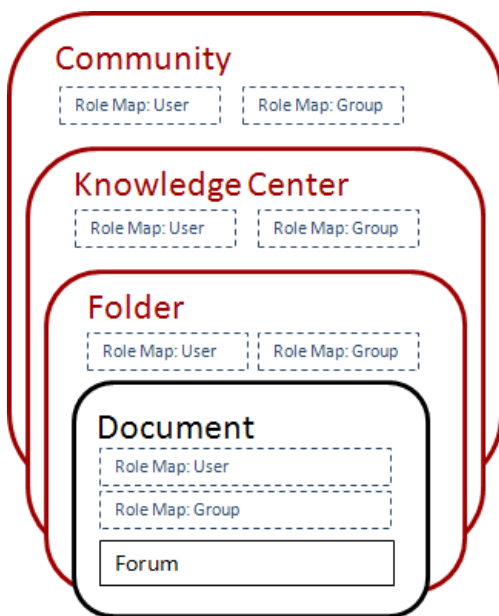 Community
Role Map: User
Role Map: Group
Knowledge Center
Role Map: User
Role Map: Group
Folder
Role Map: User
Role Map: Group
Document
Role Map: User
Role Map: Group
Forum